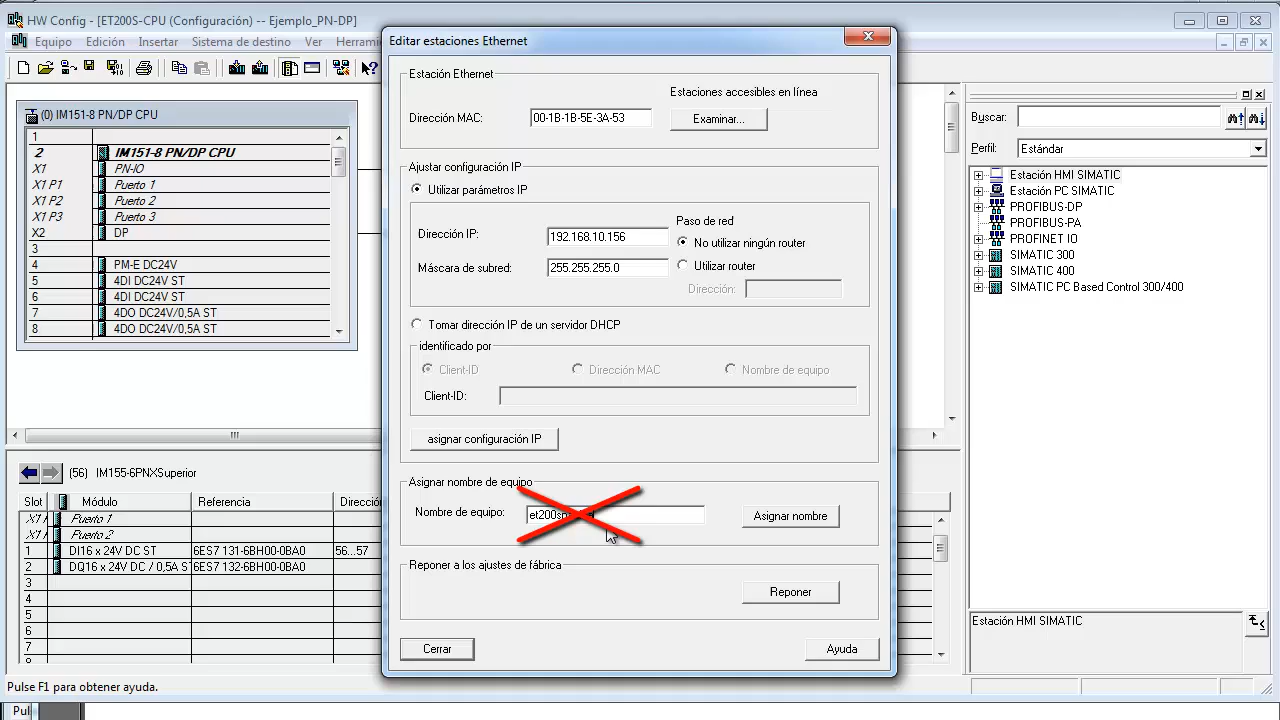 HW Config - [ET200S-CPU (Configuración) -- Ejemplo_PN-DP]
Equipo Edición Insertar Sistema de destino Ver Herrami
(0) IM151-8 PN/DP CPU
1
2 IM151-8 PN/DP CPU
X1 PN-IO
X1 P1 Puerto 1
X1 P2 Puerto 2
X1 P3 Puerto 3
X2 DP
3
4 PM-E DC24V
5 4DI DC24V ST
6 4DI DC24V ST
7 4DO DC24V/0,5A ST
8 4DO DC24V/0,5A ST
(56) IM155-6PNXSuperior
Slot Módulo Referencia Direcció
X1 Puerto 1
X1 Puerto 2
1 DI16 x 24V DC ST 6ES7 131-6BH00-0BA0 56...57
2 DQ16 x 24V DC / 0,5A S 6ES7 132-6BH00-0BA0
3
4
5
6
7
Pulse F1 para obtener ayuda.
Pul
Editar estaciones Ethernet
Estación Ethernet
Estaciones accesibles en línea
Dirección MAC: 00-1B-1B-5E-3A-53 Examinar...
Ajustar configuración IP
Utilizar parámetros IP
Paso de red
Dirección IP: 192.168.10.156 No utilizar ningún router
Máscara de subred: 255.255.255.0 Utilizar router
Dirección:
Tomar dirección IP de un servidor DHCP
identificado por
Client-ID Dirección MAC Nombre de equipo
Client-ID:
asignar configuración IP
Asignar nombre de equipo
Nombre de equipo: Asignar nombre
Reponer a los ajustes de fábrica
Reponer
Cerrar Ayuda
Buscar:
Perfil: Estándar
Estación HMI SIMATIC
Estación PC SIMATIC
PROFIBUS-DP
PROFIBUS-PA
PROFINET IO
SIMATIC 300
SIMATIC 400
SIMATIC PC Based Control 300/400
Estación HMI SIMATIC